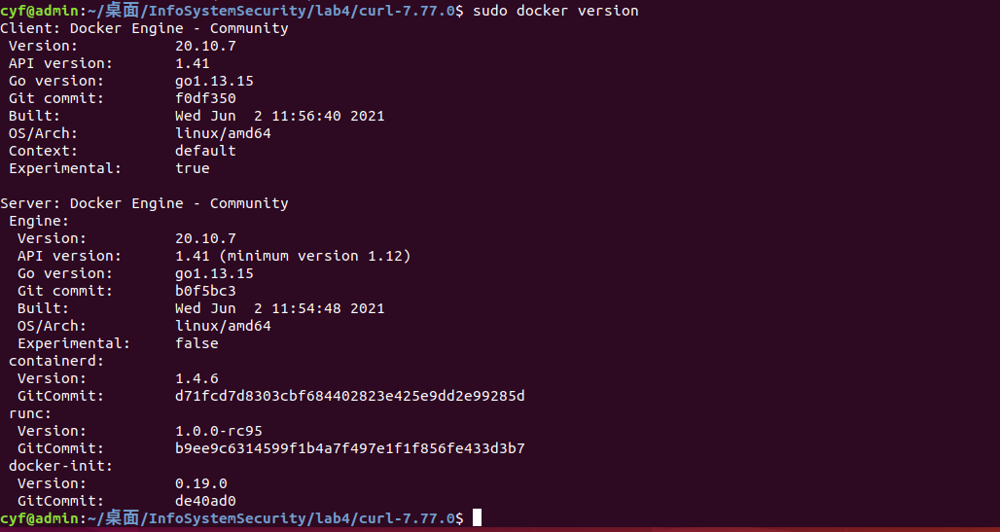 cyf@admin:~/桌面/InfoSystemSecurity/lab4/curl-7.77.0$ sudo docker version
Client: Docker Engine - Community
 Version:           20.10.7
 API version:       1.41
 Go version:        go1.13.15
 Git commit:        f0df350
 Built:             Wed Jun  2 11:56:40 2021
 OS/Arch:           linux/amd64
 Context:           default
 Experimental:      true

Server: Docker Engine - Community
 Engine:
  Version:          20.10.7
  API version:      1.41 (minimum version 1.12)
  Go version:       go1.13.15
  Git commit:       b0f5bc3
  Built:            Wed Jun  2 11:54:48 2021
  OS/Arch:          linux/amd64
  Experimental:     false
 containerd:
  Version:          1.4.6
  GitCommit:        d71fcd7d8303cbf684402823e425e9dd2e99285d
 runc:
  Version:          1.0.0-rc95
  GitCommit:        b9ee9c6314599f1b4a7f497e1f1f856fe433d3b7
 docker-init:
  Version:          0.19.0
  GitCommit:        de40ad0
cyf@admin:~/桌面/InfoSystemSecurity/lab4/curl-7.77.0$